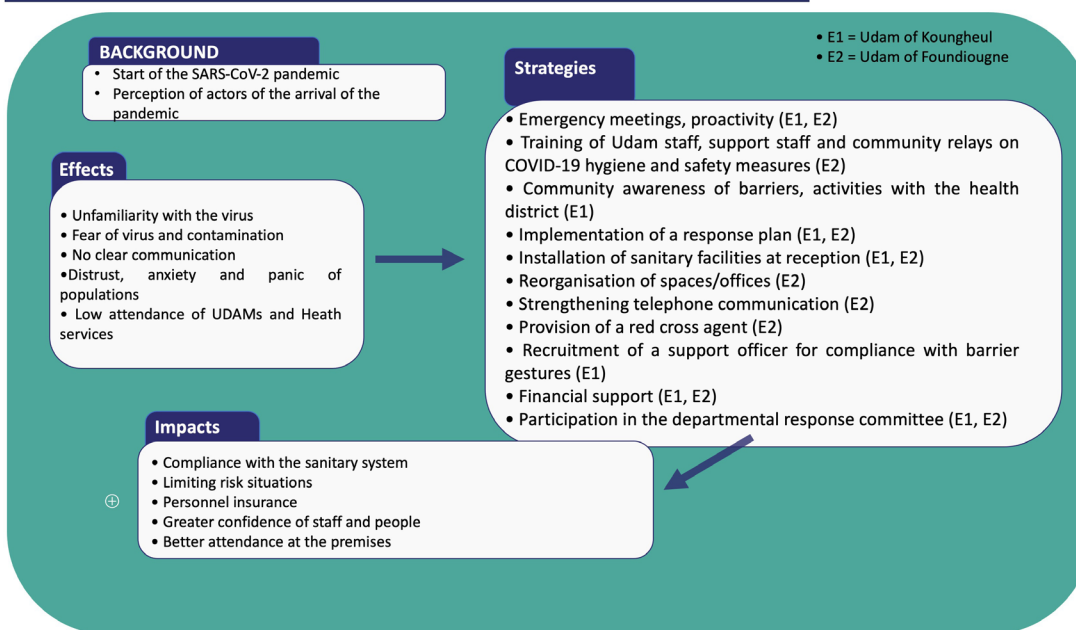 BACKGROUND
• Start of the SARS-CoV-2 pandemic
• Perception of actors of the arrival of the
pandemic
• E1 = Udam of Koungheul
• E2 = Udam of Foundiougne
Effects
• Unfamiliarity with the virus
• Fear of virus and contamination
• No clear communication
•Distrust, anxiety and panic of
populations
• Low attendance of UDAMs and Heath
services
Strategies
• Emergency meetings, proactivity (E1, E2)
• Training of Udam staff, support staff and community relays on
COVID-19 hygiene and safety measures (E2)
• Community awareness of barriers, activities with the health
district (E1)
• Implementation of a response plan (E1, E2)
• Installation of sanitary facilities at reception (E1, E2)
• Reorganisation of spaces/offices (E2)
• Strengthening telephone communication (E2)
• Provision of a red cross agent (E2)
• Recruitment of a support officer for compliance with barrier
gestures (E1)
• Financial support (E1, E2)
• Participation in the departmental response committee (E1, E2)
Impacts
• Compliance with the sanitary system
• Limiting risk situations
• Personnel insurance
• Greater confidence of staff and people
• Better attendance at the premises